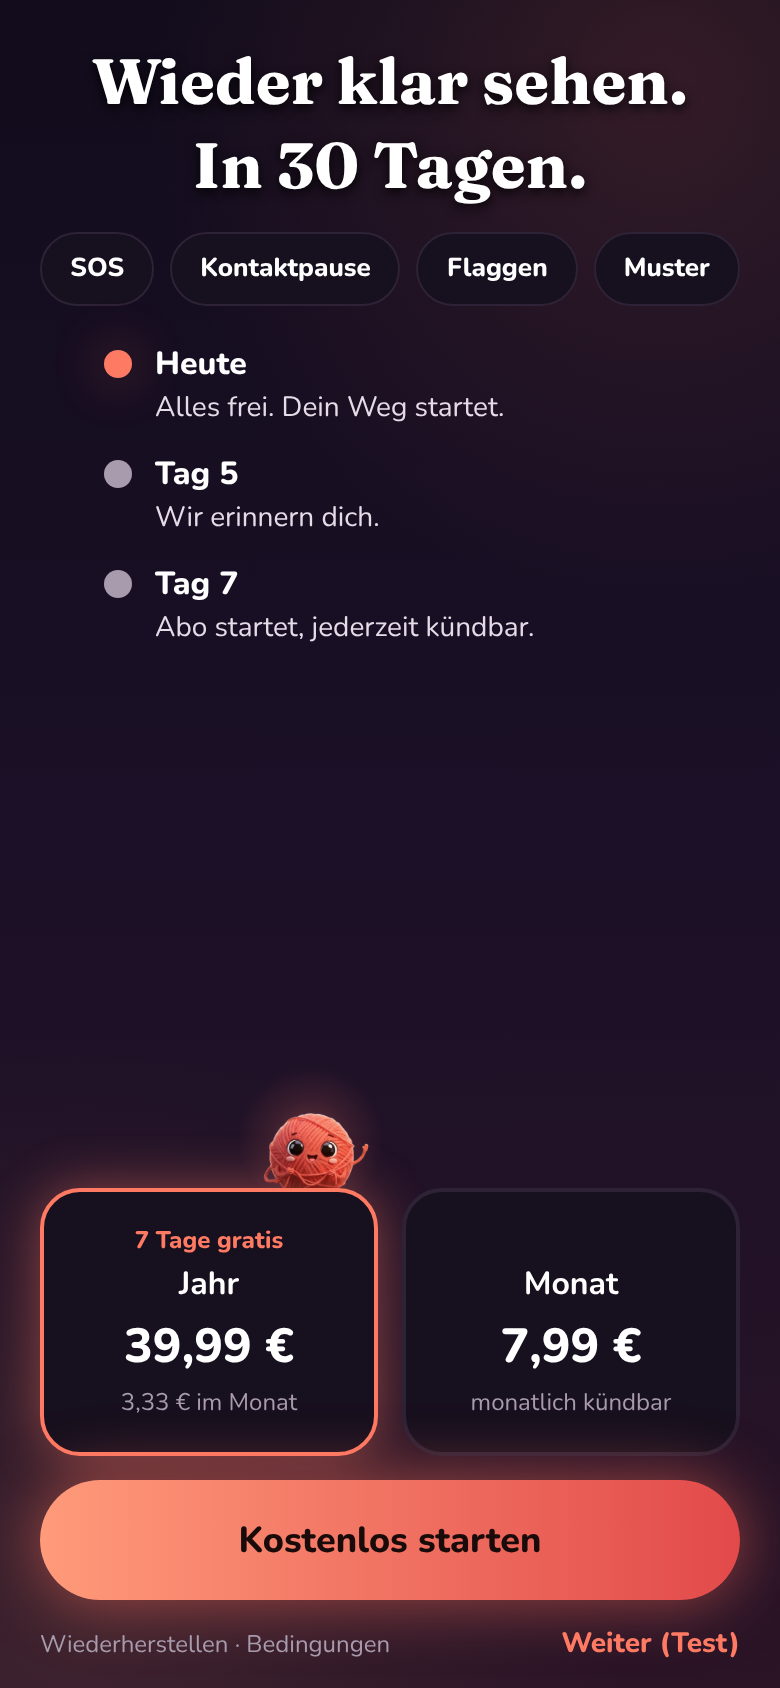 Wieder klar sehen.
In 30 Tagen.
SOS
Kontaktpause
Flaggen
Muster
Heute
Alles frei. Dein Weg startet.
Tag 5
Wir erinnern dich.
Tag 7
Abo startet, jederzeit kündbar.
7 Tage gratis
Jahr
39,99 €
3,33 € im Monat
Monat
7,99 €
monatlich kündbar
Kostenlos starten
Wiederherstellen · Bedingungen
Weiter (Test)